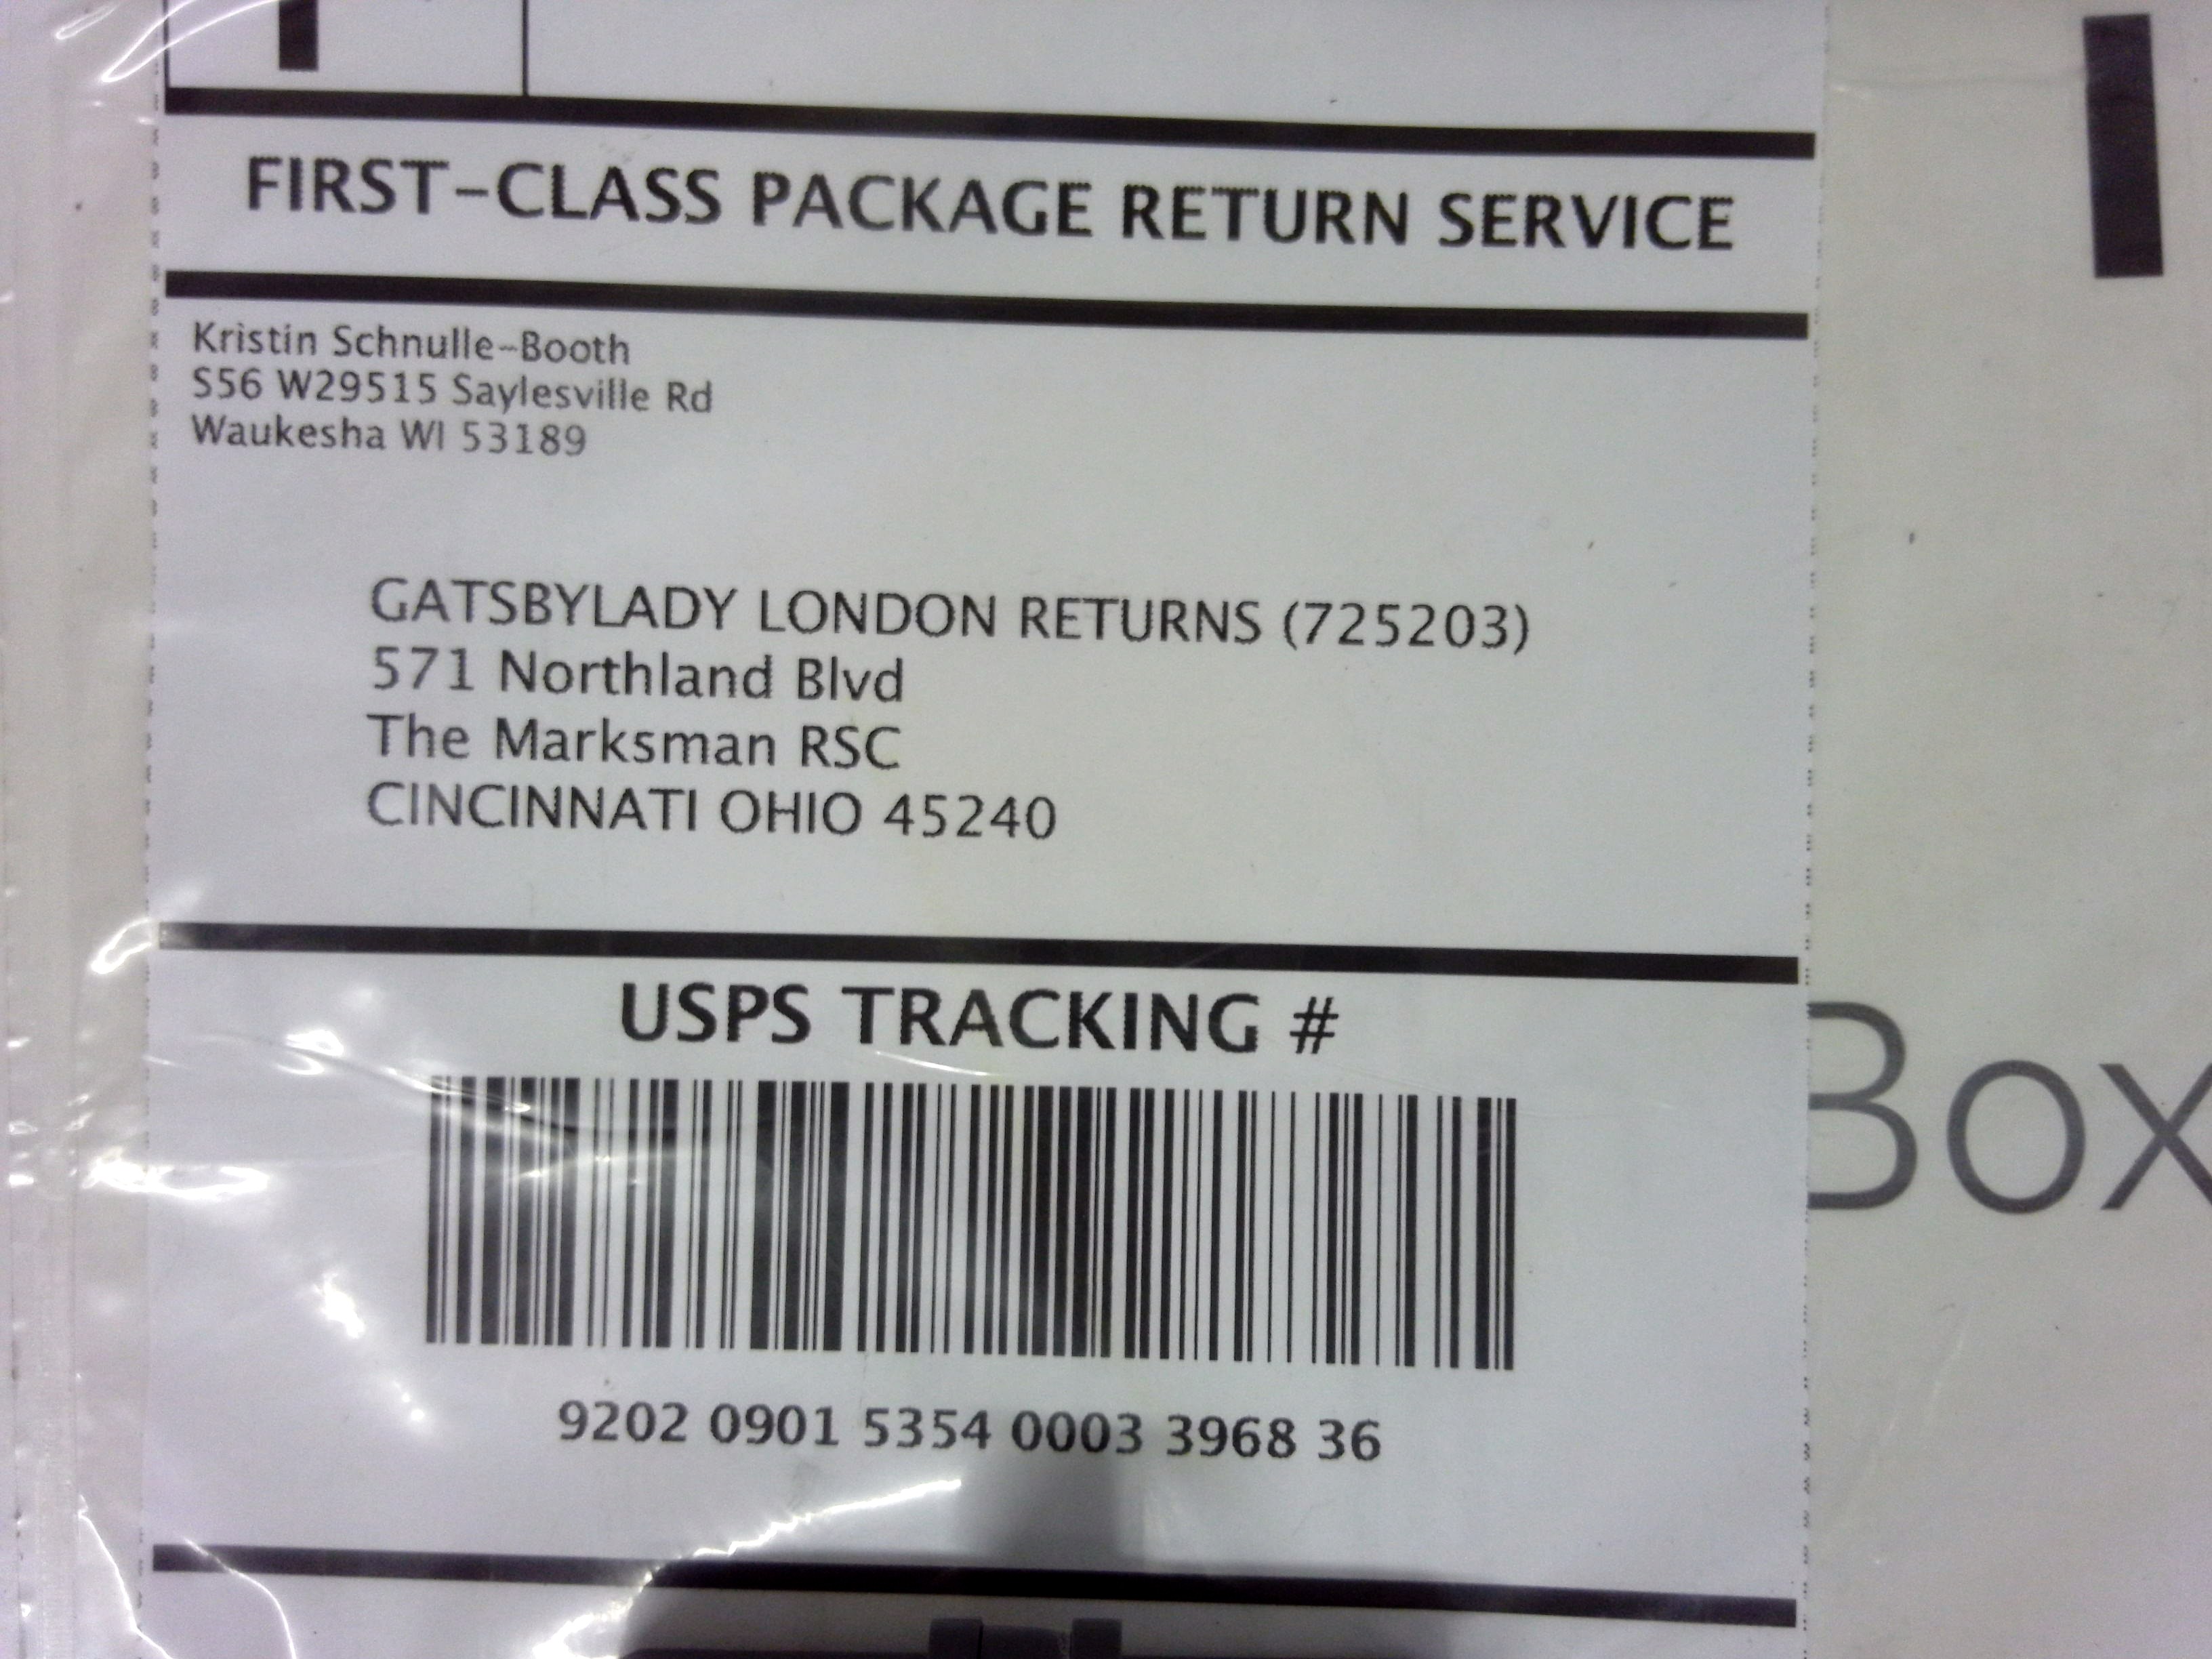 FIRST-CLASS PACKAGE RETURN SERVICE
Kristin Schnulle-Booth
S56 W29515 Saylesville Rd
Waukesha WI 53189
GATSBYLADY LONDON RETURNS (725203)
571 Northland Blvd
The Marksman RSC
CINCINNATI OHIO 45240
USPS TRACKING #
9202 0901 5354 0003 3968 36
Box